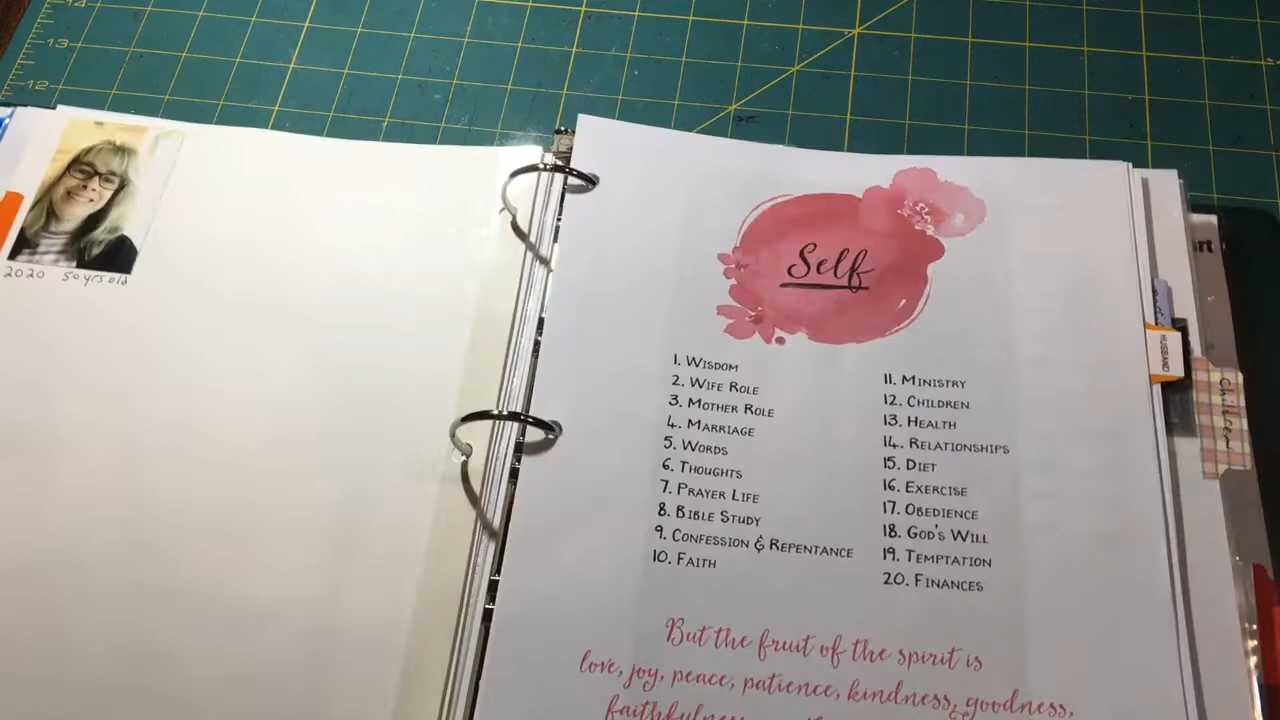 14
13
12
2020 50 yrs old
Self
1. Wisdom
2. Wife Role
3. Mother Role
4. Marriage
5. Words
6. Thoughts
7. Prayer Life
8. Bible Study
9. Confession & Repentance
10. Faith
11. Ministry
12. Children
13. Health
14. Relationships
15. Diet
16. Exercise
17. Obedience
18. God's Will
19. Temptation
20. Finances
But the fruit of the spirit is
love, joy, peace, patience, kindness, goodness,
HUSBAND
Children